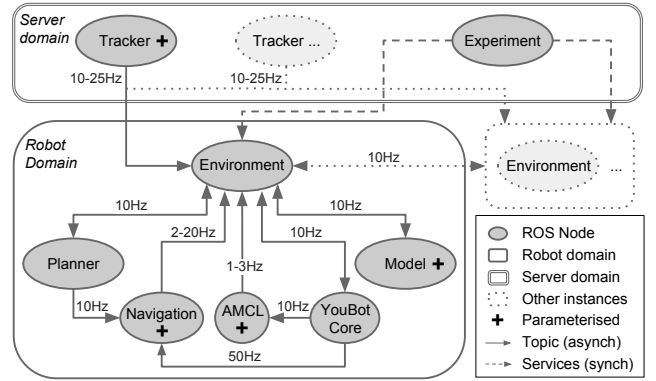 Server
domain
Tracker +
Tracker ...
Experiment
10-25Hz
10-25Hz
Robot
Domain
Environment
10Hz
Environment
...
10Hz
2-20Hz
10Hz
10Hz
Planner
1-3Hz
Model +
10Hz
Navigation
+
AMCL
+
10Hz
YouBot
Core
50Hz
ROS Node
Robot domain
Server domain
Other instances
+ Parameterised
Topic (asynch)
Services (synch)